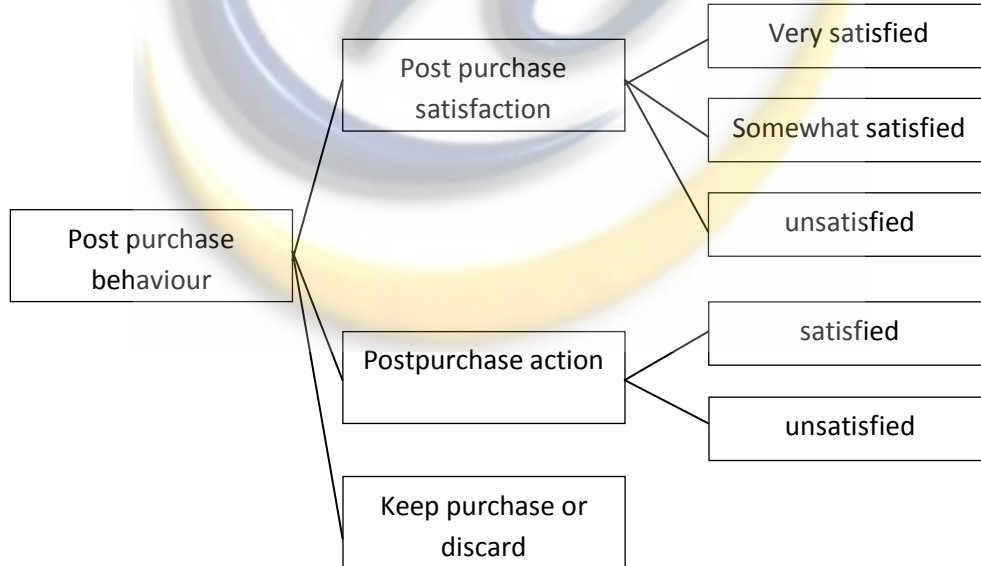 Very satisfied
Post purchase
satisfaction
Somewhat satisfied
unsatisfied
Post purchase
behaviour
satisfied
Postpurchase action
unsatisfied
Keep purchase or
discard